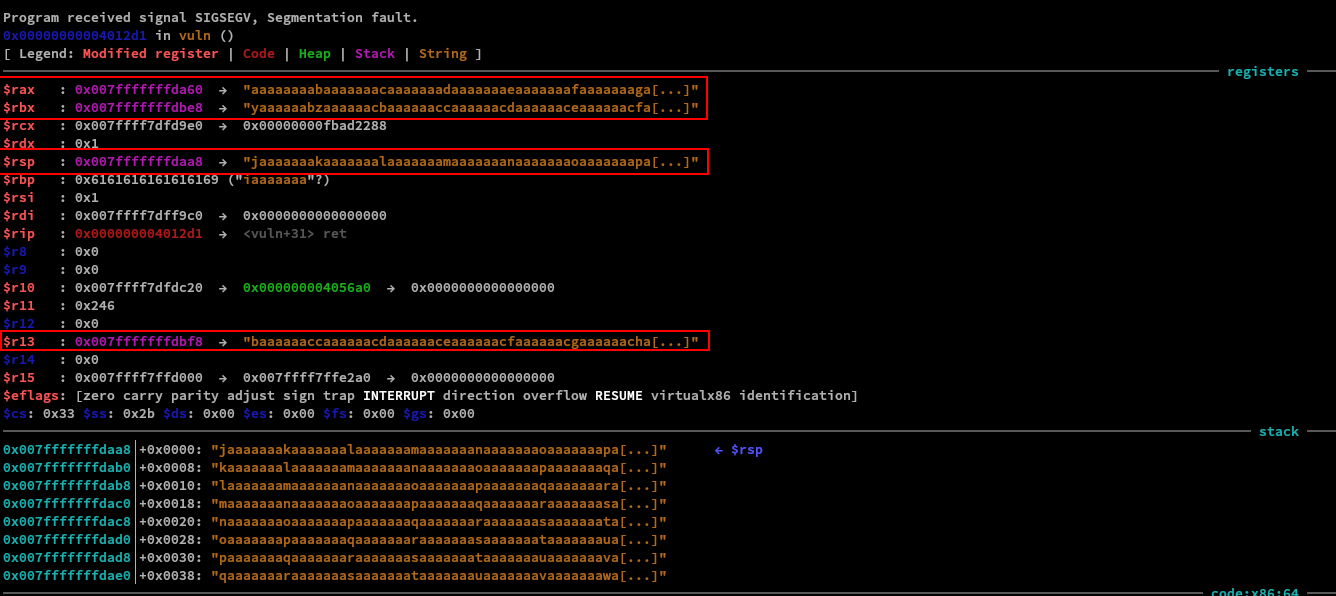 Program received signal SIGSEGV, Segmentation fault.
0x00000000004012d1 in vuln ()
[ Legend: Modified register | Code | Heap | Stack | String ]
registers
$rax : 0x007fffffffda60 → "aaaaaaaabaaaaaaacaaaaaaadaaaaaaaeaaaaaaafaaaaaaaga[...]"
$rbx : 0x007fffffffdbe8 → "yaaaaaabzaaaaaacbaaaaaaccaaaaaacdaaaaaaceaaaaaacfa[...]"
$rcx : 0x007ffff7dfd9e0 → 0x00000000fbad2288
$rdx : 0x1
$rsp : 0x007fffffffdaa8 → "jaaaaaaakaaaaaaalaaaaaaamaaaaaaanaaaaaaaoaaaaaaapa[...]"
$rbp : 0x6161616161616169 ("iaaaaaaa"?)
$rsi : 0x1
$rdi : 0x007ffff7dff9c0 → 0x0000000000000000
$rip : 0x000000004012d1 → <vuln+31> ret
$r8 : 0x0
$r9 : 0x0
$r10 : 0x007ffff7dfdc20 → 0x000000004056a0 → 0x0000000000000000
$r11 : 0x246
$r12 : 0x0
$r13 : 0x007fffffffdbf8 → "baaaaaaccaaaaaacdaaaaaaceaaaaaacfaaaaaacgaaaaaacha[...]"
$r14 : 0x0
$r15 : 0x007ffff7ffd000 → 0x007ffff7ffe2a0 → 0x0000000000000000
$eflags: [zero carry parity adjust sign trap INTERRUPT direction overflow RESUME virtualx86 identification]
$cs: 0x33 $ss: 0x2b $ds: 0x00 $es: 0x00 $fs: 0x00 $gs: 0x00
stack
0x007fffffffdaa8│+0x0000: "jaaaaaaakaaaaaaalaaaaaaamaaaaaaanaaaaaaaoaaaaaaapa[...]" ← $rsp
0x007fffffffdab0│+0x0008: "kaaaaaaalaaaaaaamaaaaaaanaaaaaaaoaaaaaaapaaaaaaaqa[...]"
0x007fffffffdab8│+0x0010: "laaaaaaamaaaaaaanaaaaaaaoaaaaaaapaaaaaaaqaaaaaaara[...]"
0x007fffffffdac0│+0x0018: "maaaaaaanaaaaaaaoaaaaaaapaaaaaaaqaaaaaaaraaaaaaasa[...]"
0x007fffffffdac8│+0x0020: "naaaaaaaoaaaaaaapaaaaaaaqaaaaaaaraaaaaaasaaaaaaata[...]"
0x007fffffffdad0│+0x0028: "oaaaaaaapaaaaaaaqaaaaaaaraaaaaaasaaaaaaataaaaaaaua[...]"
0x007fffffffdad8│+0x0030: "paaaaaaaqaaaaaaaraaaaaaasaaaaaaataaaaaaauaaaaaaava[...]"
0x007fffffffdae0│+0x0038: "qaaaaaaaraaaaaaasaaaaaaataaaaaaauaaaaaaavaaaaaaawa[...]"
code:x86:64